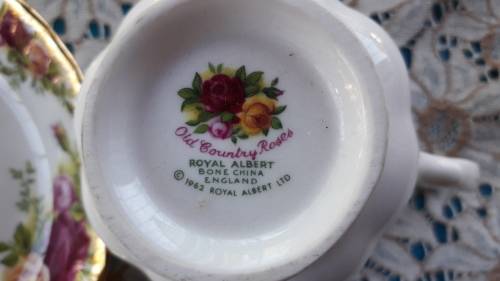 Old Country Roses
ROYAL ALBERT
BONE CHINA
ENGLAND
© 1962 ROYAL ALBERT LTD